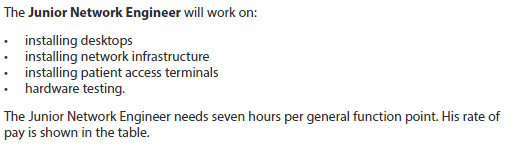 The Junior Network Engineer will work on:
• installing desktops
• installing network infrastructure
• installing patient access terminals
• hardware testing.
The Junior Network Engineer needs seven hours per general function point. His rate of
pay is shown in the table.